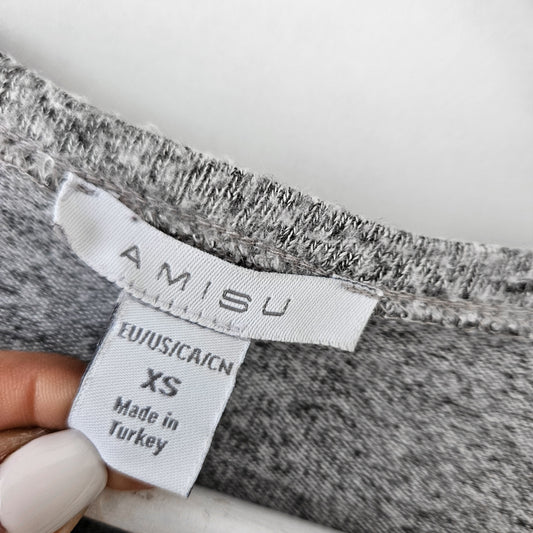 AMISU
EU/US/CA/CN
XS
Made in
Turkey